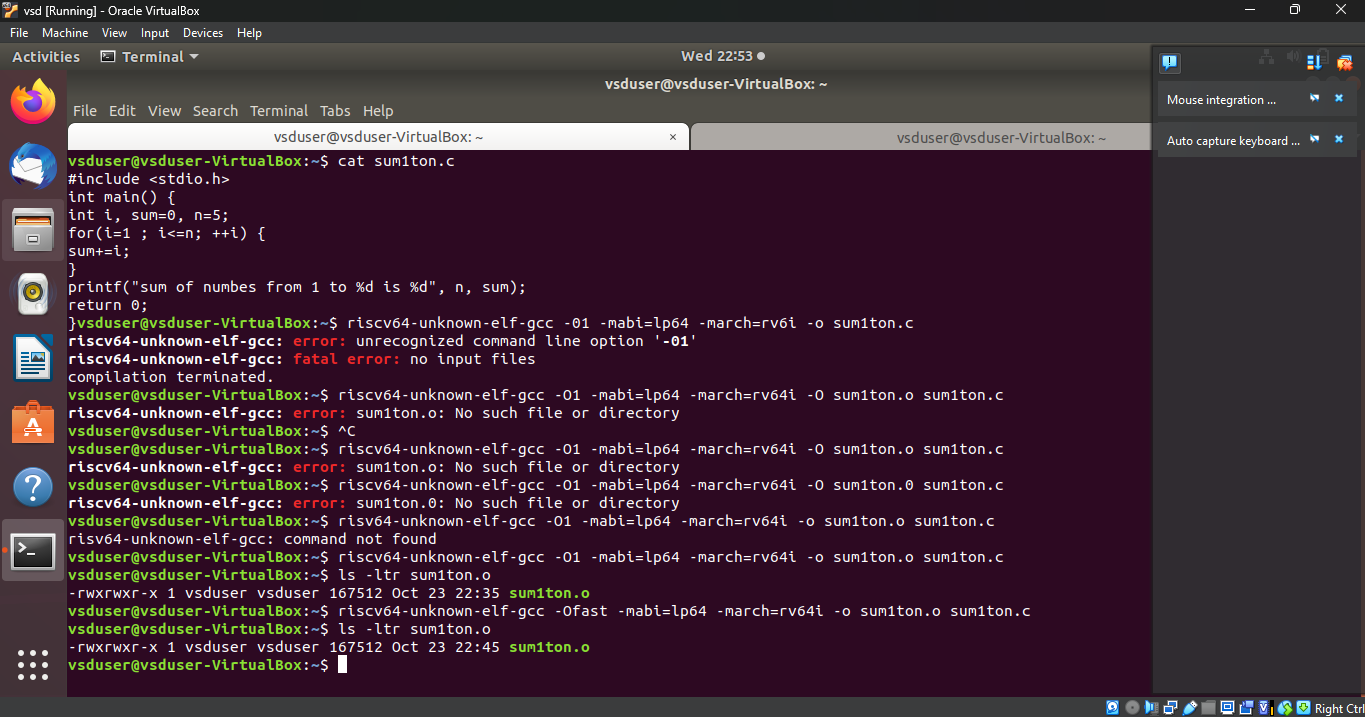 vsd [Running] - Oracle VirtualBox
File Machine View Input Devices Help
Activities Terminal Wed 22:53
vsduser@vsduser-VirtualBox: ~
File Edit View Search Terminal Tabs Help
vsduser@vsduser-VirtualBox: ~ × vsduser@vsduser-VirtualBox: ~
Mouse integration ...
Auto capture keyboard ...
vsduser@vsduser-VirtualBox:~$ cat sum1ton.c
#include <stdio.h>
int main() {
int i, sum=0, n=5;
for(i=1 ; i<=n; ++i) {
sum+=i;
}
printf("sum of numbes from 1 to %d is %d", n, sum);
return 0;
}vsduser@vsduser-VirtualBox:~$ riscv64-unknown-elf-gcc -01 -mabi=lp64 -march=rv6i -o sum1ton.c
riscv64-unknown-elf-gcc: error: unrecognized command line option '-01'
riscv64-unknown-elf-gcc: fatal error: no input files
compilation terminated.
vsduser@vsduser-VirtualBox:~$ riscv64-unknown-elf-gcc -O1 -mabi=lp64 -march=rv64i -O sum1ton.o sum1ton.c
riscv64-unknown-elf-gcc: error: sum1ton.o: No such file or directory
vsduser@vsduser-VirtualBox:~$ ^C
vsduser@vsduser-VirtualBox:~$ riscv64-unknown-elf-gcc -O1 -mabi=lp64 -march=rv64i -O sum1ton.o sum1ton.c
riscv64-unknown-elf-gcc: error: sum1ton.o: No such file or directory
vsduser@vsduser-VirtualBox:~$ riscv64-unknown-elf-gcc -O1 -mabi=lp64 -march=rv64i -O sum1ton.0 sum1ton.c
riscv64-unknown-elf-gcc: error: sum1ton.0: No such file or directory
vsduser@vsduser-VirtualBox:~$ risv64-unknown-elf-gcc -O1 -mabi=lp64 -march=rv64i -o sum1ton.o sum1ton.c
risv64-unknown-elf-gcc: command not found
vsduser@vsduser-VirtualBox:~$ riscv64-unknown-elf-gcc -O1 -mabi=lp64 -march=rv64i -o sum1ton.o sum1ton.c
vsduser@vsduser-VirtualBox:~$ ls -ltr sum1ton.o
-rwxrwxr-x 1 vsduser vsduser 167512 Oct 23 22:35 sum1ton.o
vsduser@vsduser-VirtualBox:~$ riscv64-unknown-elf-gcc -Ofast -mabi=lp64 -march=rv64i -o sum1ton.o sum1ton.c
vsduser@vsduser-VirtualBox:~$ ls -ltr sum1ton.o
-rwxrwxr-x 1 vsduser vsduser 167512 Oct 23 22:45 sum1ton.o
vsduser@vsduser-VirtualBox:~$
Right Ctrl